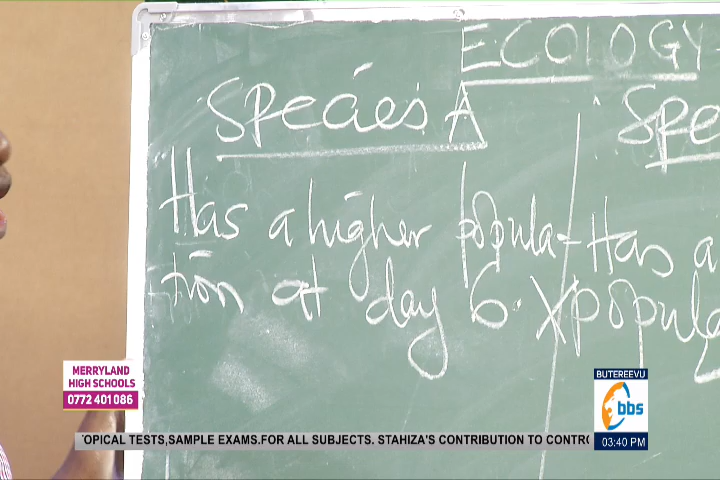 ECOLOGY
Species A
Spe
Has a higher popula-
tion at day 6.
Has a
popula
MERRYLAND
HIGH SCHOOLS
0772 401 086
BUTEREEVU
bbs
03:40 PM
OPICAL TESTS,SAMPLE EXAMS.FOR ALL SUBJECTS. STAHIZA'S CONTRIBUTION TO CONTRO